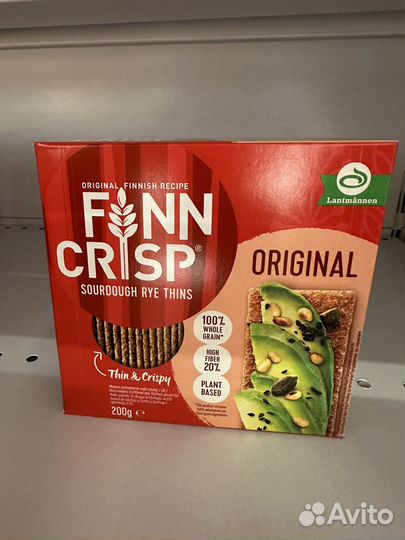 ORIGINAL FINNISH RECIPE
FINN
CRISP®
SOURDOUGH RYE THINS
Lantmännen
ORIGINAL
100%
WHOLE
GRAIN*
HIGH
FIBER
20%
PLANT
BASED
Thin & Crispy
200g ℮
Avito